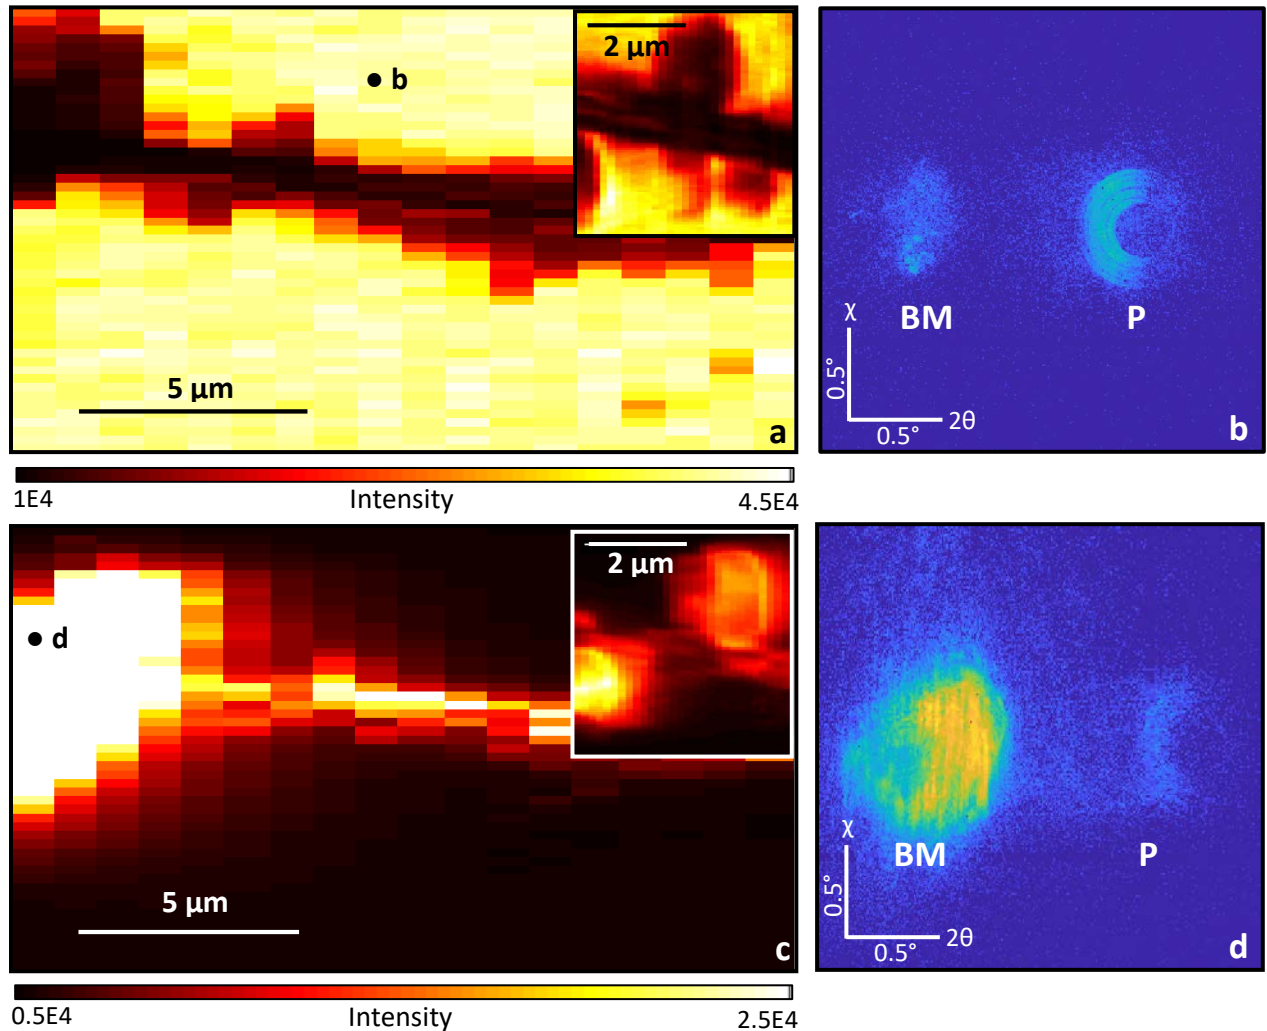 2 μm
b
5 μm
a
1E4
Intensity
4.5E4
BM
P
χ
0.5°
2θ
0.5°
b
2 μm
d
5 μm
c
0.5E4
Intensity
2.5E4
BM
P
χ
0.5°
2θ
0.5°
d